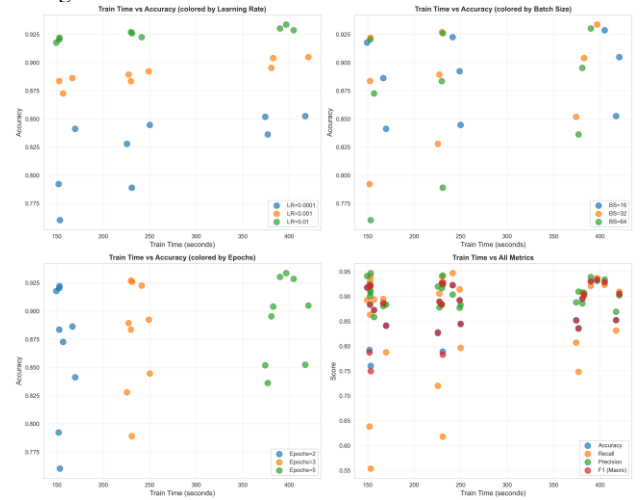 Train Time vs Accuracy (colored by Learning Rate)
Accuracy
0.925
0.900
0.875
0.850
0.825
0.800
0.775
LR=0.0001
LR=0.001
LR=0.01
150 200 250 300 350 400
Train Time (seconds)
Train Time vs Accuracy (colored by Batch Size)
Accuracy
0.925
0.900
0.875
0.850
0.825
0.800
0.775
BS=16
BS=32
BS=64
150 200 250 300 350 400
Train Time (seconds)
Train Time vs Accuracy (colored by Epochs)
Accuracy
0.925
0.900
0.875
0.850
0.825
0.800
0.775
Epochs=2
Epochs=3
Epochs=5
150 200 250 300 350 400
Train Time (seconds)
Train Time vs All Metrics
Score
0.95
0.90
0.85
0.80
0.75
0.70
0.65
0.60
0.55
Accuracy
Recall
Precision
F1 (Macro)
150 200 250 300 350 400
Train Time (seconds)